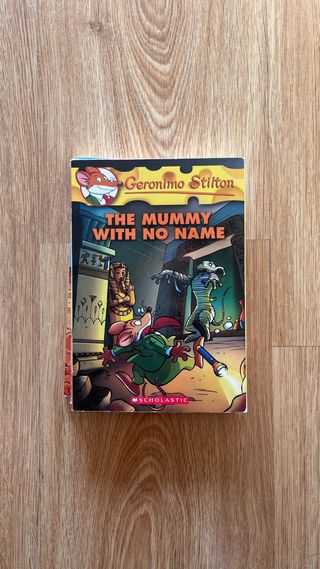 Geronimo Stilton
THE MUMMY
WITH NO NAME
SCHOLASTIC